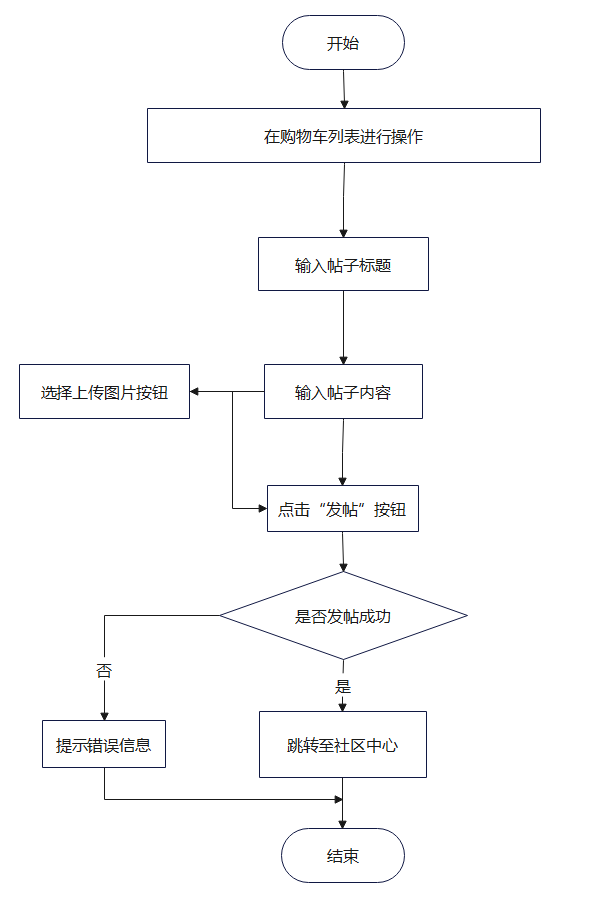 开始
在购物车列表进行操作
输入帖子标题
选择上传图片按钮
输入帖子内容
点击“发帖”按钮
是否发帖成功
否
是
提示错误信息
跳转至社区中心
结束